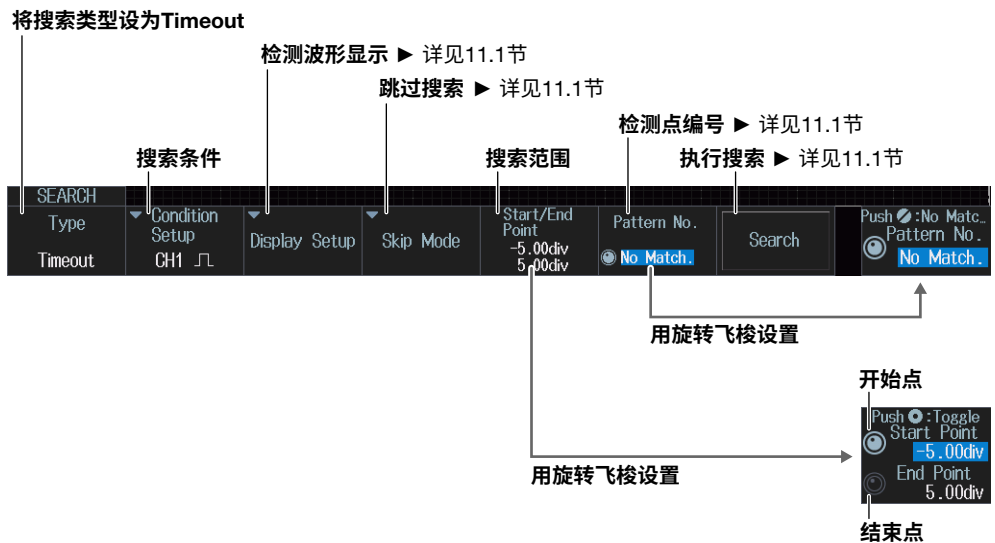 将搜索类型设为Timeout
检测波形显示 ► 详见11.1节
跳过搜索 ► 详见11.1节
检测点编号 ► 详见11.1节
搜索条件
搜索范围
执行搜索 ► 详见11.1节
SEARCH
Type
Timeout
Condition
Setup
CH1
Display Setup
Skip Mode
Start/End
Point
-5.00div
5.00div
Pattern No.
No Match.
Search
Push :No Matc…
Pattern No.
No Match.
用旋转飞梭设置
开始点
Push :Toggle
Start Point
-5.00div
End Point
5.00div
用旋转飞梭设置
结束点